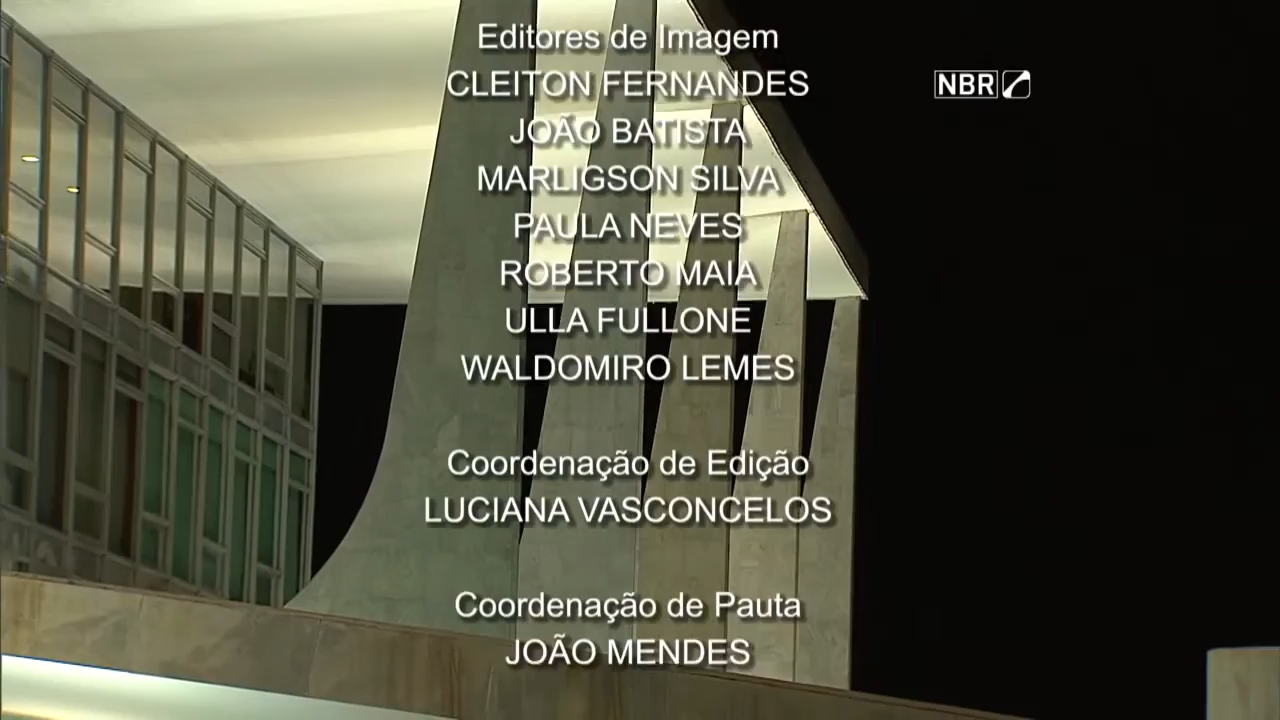 Editores de Imagem
CLEITON FERNANDES
NBR
JOÃO BATISTA
MARLIGSON SILVA
PAULA NEVES
ROBERTO MAIA
ULLA FULLONE
WALDOMIRO LEMES
Coordenação de Edição
LUCIANA VASCONCELOS
Coordenação de Pauta
JOÃO MENDES